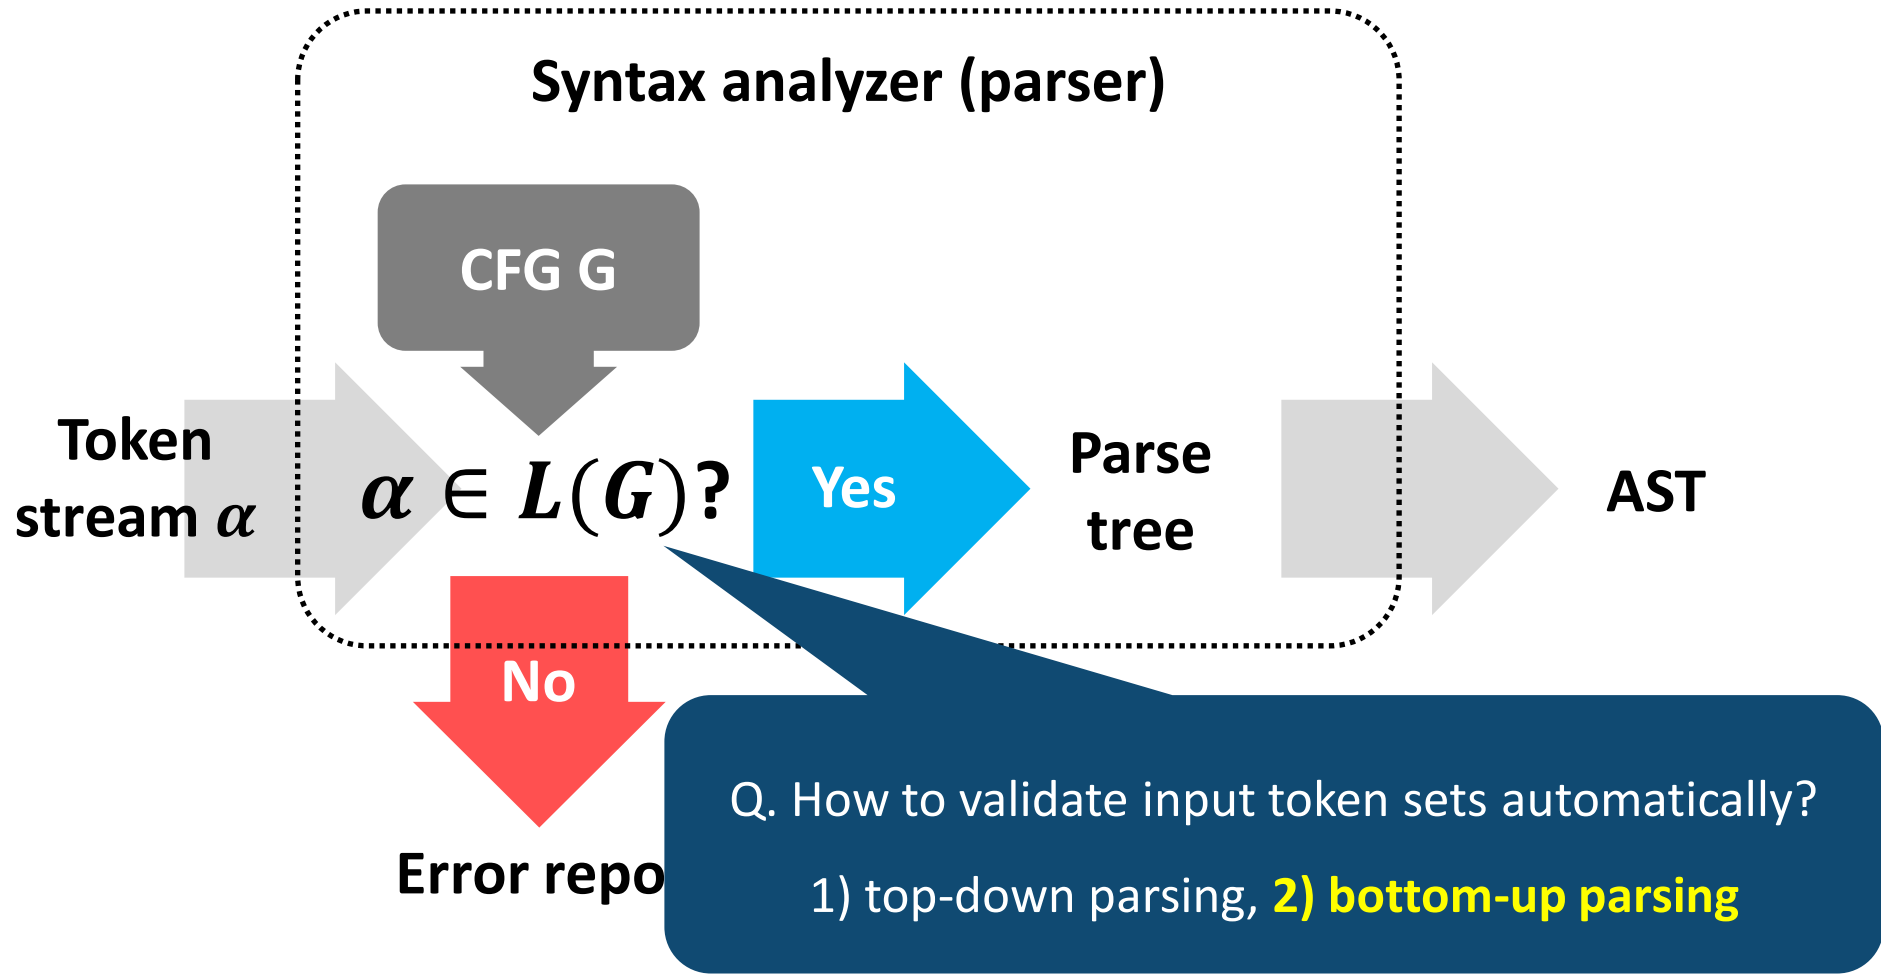 Syntax analyzer (parser)
CFG G
Token
stream α
α ∈ L(G)?
Yes
Parse
tree
AST
No
Error repo
Q. How to validate input token sets automatically?
1) top-down parsing, 2) bottom-up parsing